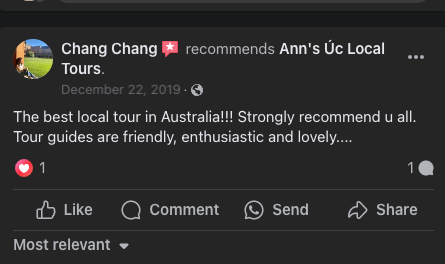 Chang Chang recommends Ann's Úc Local
Tours.
December 22, 2019 ·
The best local tour in Australia!!! Strongly recommend u all.
Tour guides are friendly, enthusiastic and lovely....
1 1
Like Comment Send Share
Most relevant